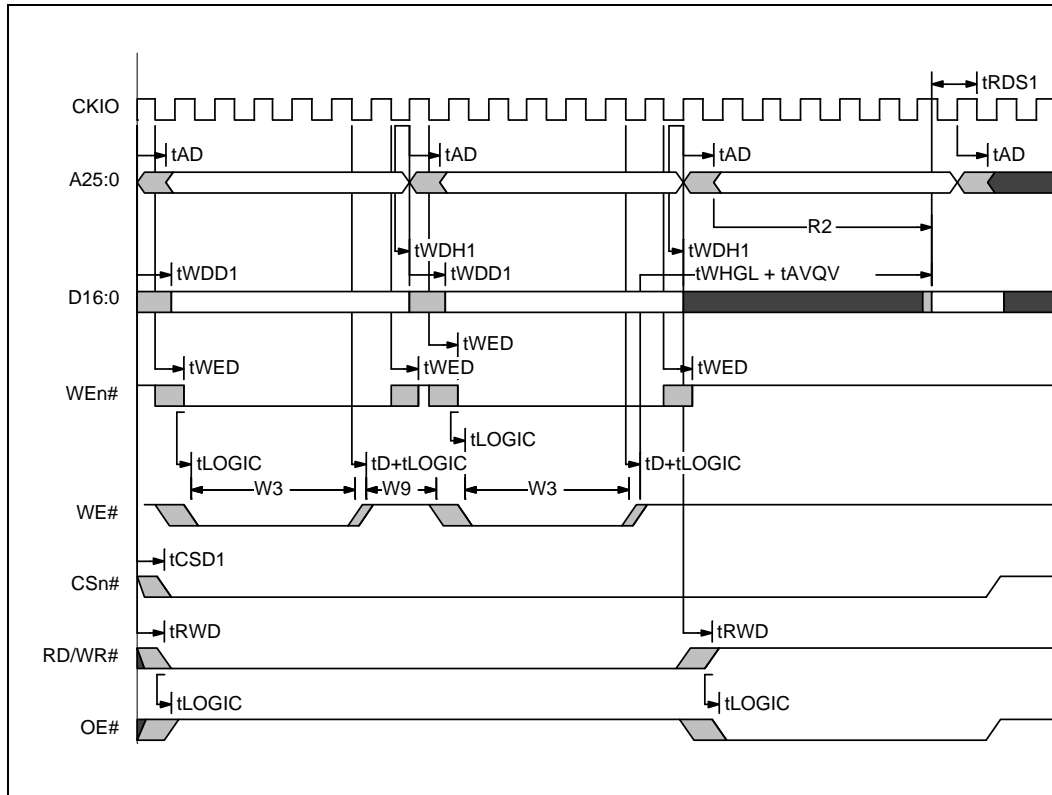 tRDS1
CKIO
tAD tAD tAD tAD
A25:0
R2
tWDH1 tWDH1
tWDD1 tWDD1 tWHGL + tAVQV
D16:0
tWED
tWED tWED tWED
WEn#
tLOGIC
tLOGIC tD+tLOGIC tD+tLOGIC
W3 W9 W3
WE#
tCSD1
CSn#
tRWD tRWD
RD/WR#
tLOGIC tLOGIC
OE#